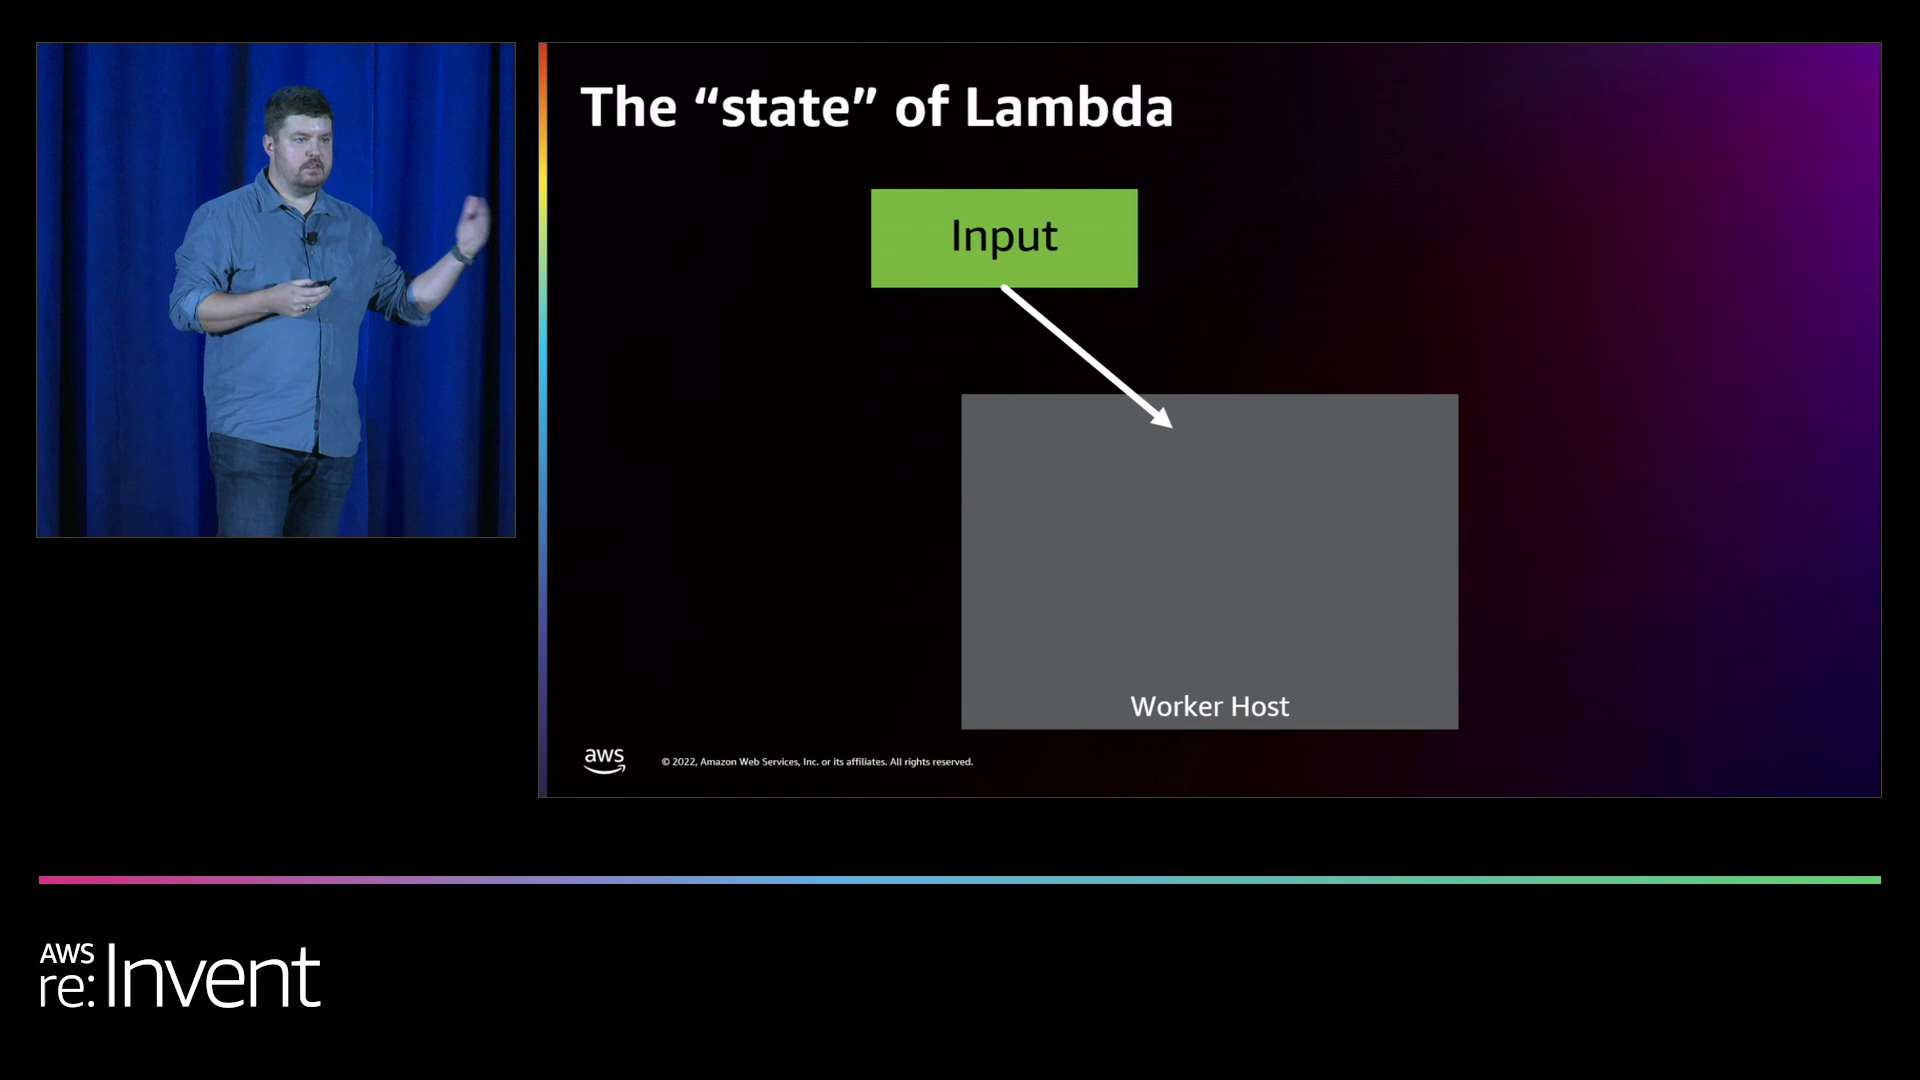 The “state” of Lambda
Input
Worker Host
aws
© 2022, Amazon Web Services, Inc. or its affiliates. All rights reserved.
AWS
re:Invent